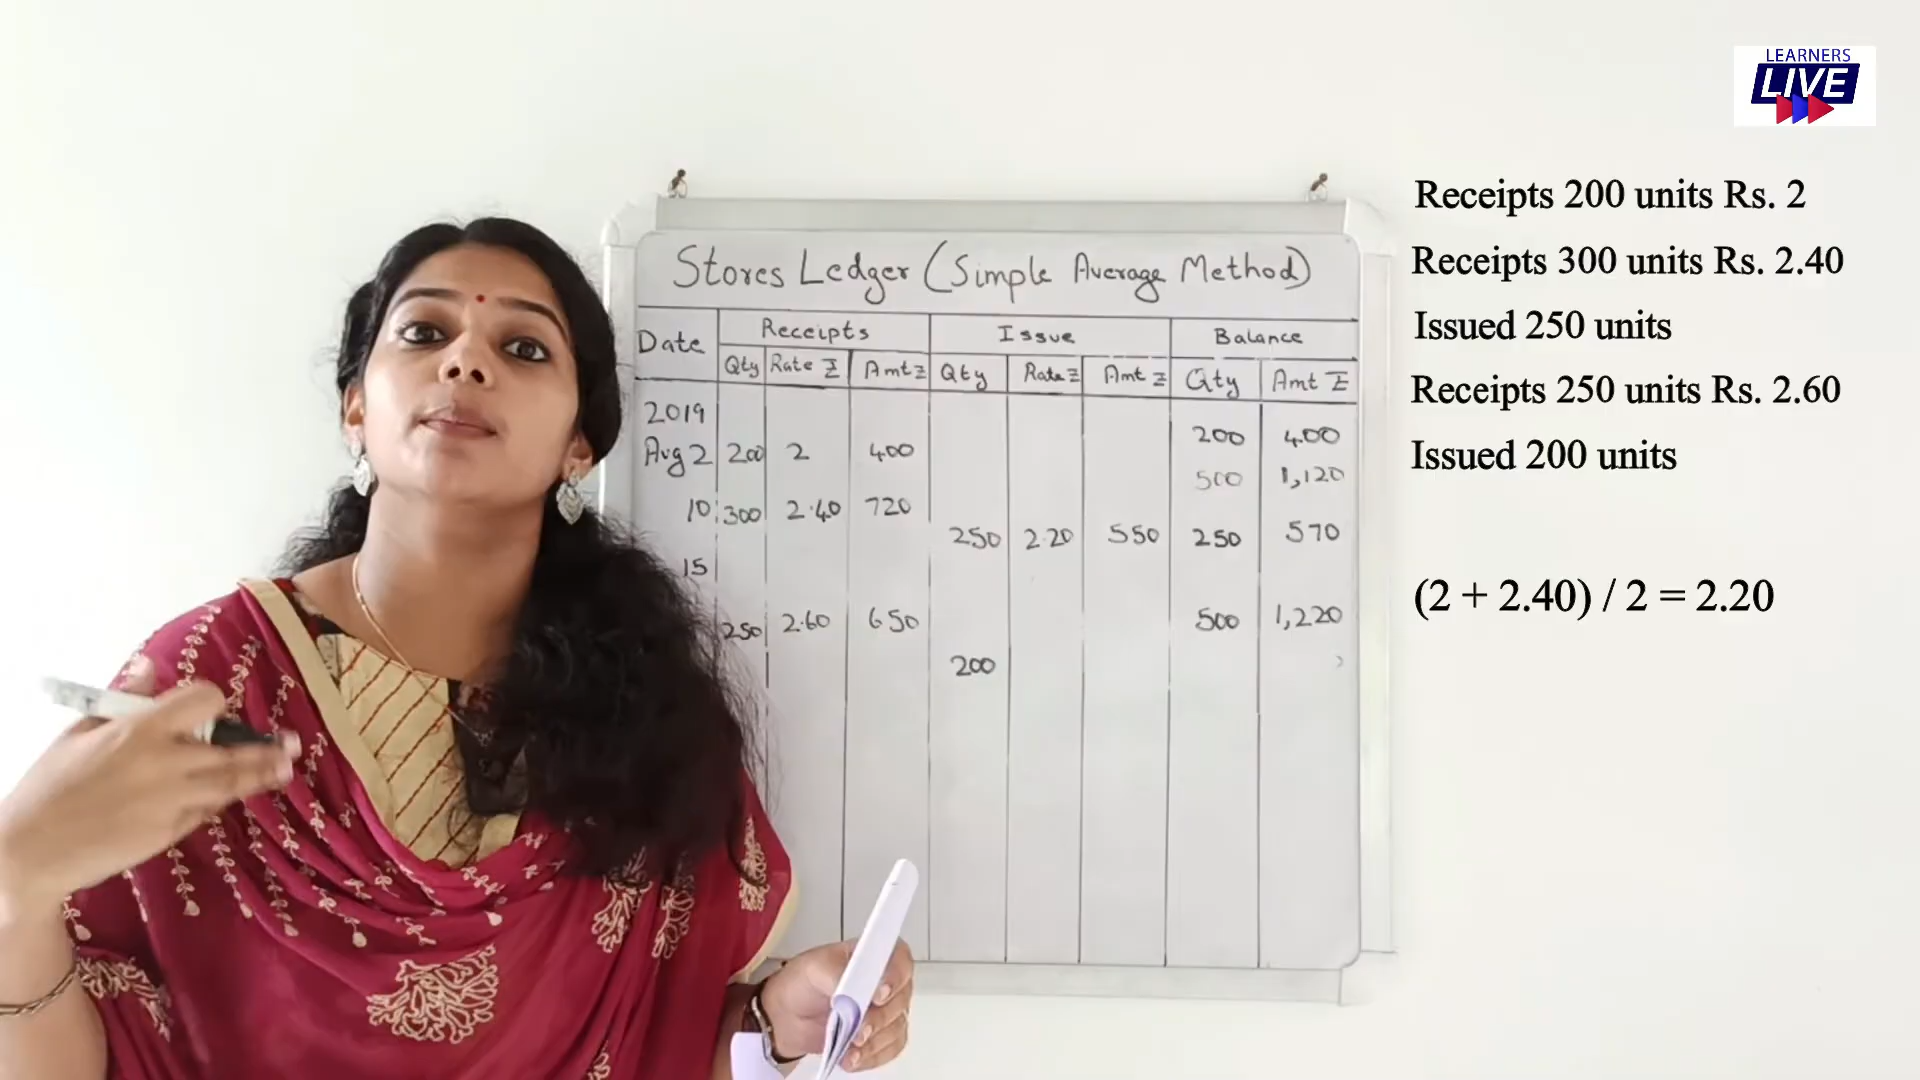 LEARNERS
LIVE
Receipts 200 units Rs. 2
Receipts 300 units Rs. 2.40
Issued 250 units
Receipts 250 units Rs. 2.60
Issued 200 units
(2 + 2.40) / 2 = 2.20
Stores Ledger (Simple Average Method)
Date Receipts Issue Balance
Qty Rate ₹ Amt ₹ Qty Rate ₹ Amt ₹ Qty Amt ₹
2019
Aug 2 200 2 400 200 400
10 300 2.40 720 500 1,120
15 250 2.20 550 250 570
250 2.60 650 500 1,220
200